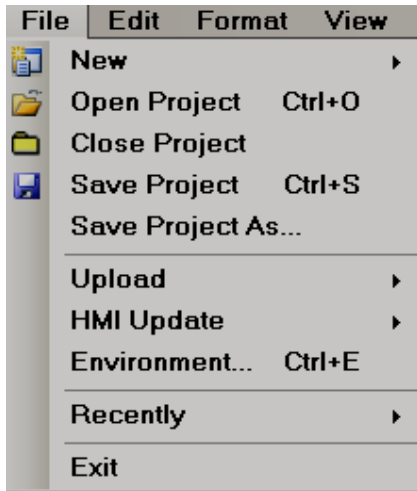 File Edit Format View
New
Open Project Ctrl+O
Close Project
Save Project Ctrl+S
Save Project As...
Upload
HMI Update
Environment... Ctrl+E
Recently
Exit